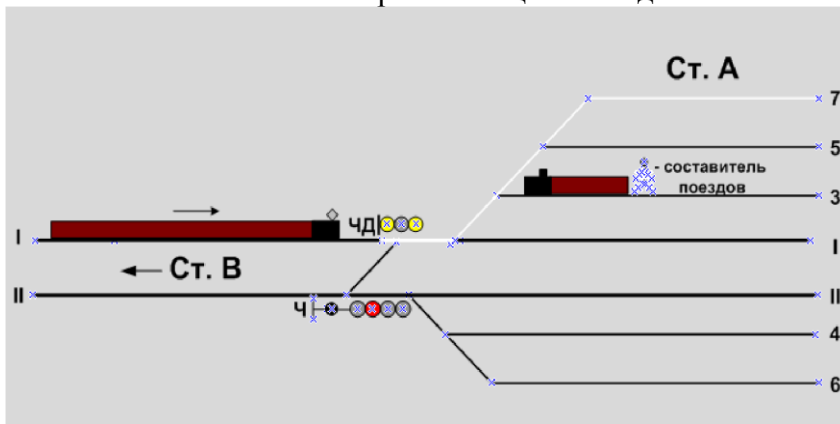 Ст. А
7
5
- составитель
поездов
3
ЧД
I
I
Ст. В
II
II
Ч
4
6